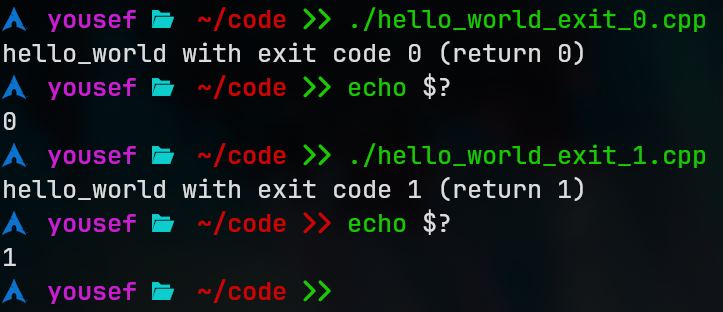 yousef ~/code >> ./hello_world_exit_0.cpp
hello_world with exit code 0 (return 0)
yousef ~/code >> echo $?
0
yousef ~/code >> ./hello_world_exit_1.cpp
hello_world with exit code 1 (return 1)
yousef ~/code >> echo $?
1
yousef ~/code >>